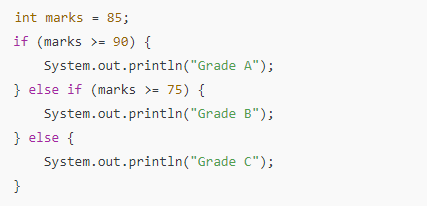 int marks = 85;
if (marks >= 90) {
    System.out.println("Grade A");
} else if (marks >= 75) {
    System.out.println("Grade B");
} else {
    System.out.println("Grade C");
}